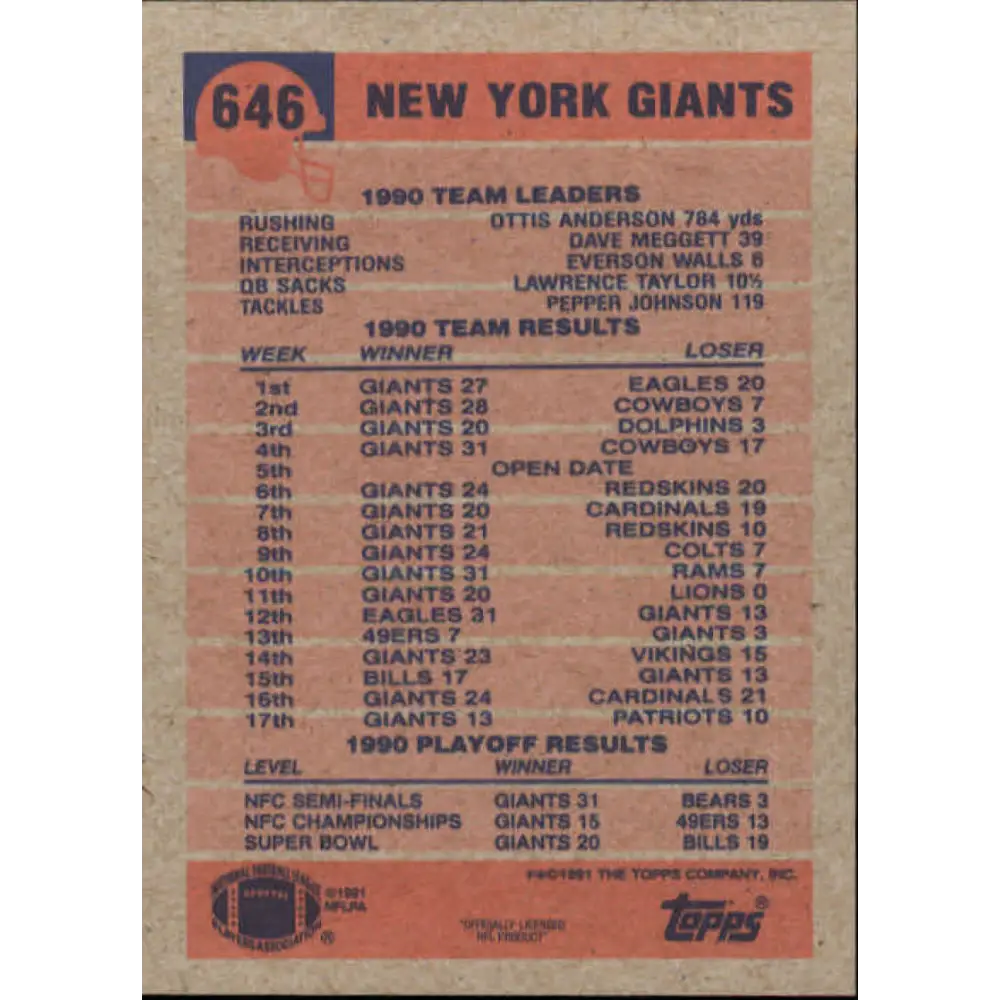 646 NEW YORK GIANTS
1990 TEAM LEADERS
RUSHING OTTIS ANDERSON 784 yds
RECEIVING DAVE MEGGETT 39
INTERCEPTIONS EVERSON WALLS 6
QB SACKS LAWRENCE TAYLOR 10½
TACKLES PEPPER JOHNSON 119
1990 TEAM RESULTS
WEEK WINNER LOSER
1st GIANTS 27 EAGLES 20
2nd GIANTS 28 COWBOYS 7
3rd GIANTS 20 DOLPHINS 3
4th GIANTS 31 COWBOYS 17
5th OPEN DATE
6th GIANTS 24 REDSKINS 20
7th GIANTS 20 CARDINALS 19
8th GIANTS 21 REDSKINS 10
9th GIANTS 24 COLTS 7
10th GIANTS 31 RAMS 7
11th GIANTS 20 LIONS 0
12th EAGLES 31 GIANTS 13
13th 49ERS 7 GIANTS 3
14th GIANTS 23 VIKINGS 15
15th BILLS 17 GIANTS 13
16th GIANTS 24 CARDINALS 21
17th GIANTS 13 PATRIOTS 10
1990 PLAYOFF RESULTS
LEVEL WINNER LOSER
NFC SEMI-FINALS GIANTS 31 BEARS 3
NFC CHAMPIONSHIPS GIANTS 15 49ERS 13
SUPER BOWL GIANTS 20 BILLS 19
©1991 THE TOPPS COMPANY, INC.
NATIONAL FOOTBALL LEAGUE
PLAYERS ASSOCIATION
©1991
NFLPA
®
"OFFICIALLY LICENSED
NFL PRODUCT"
Topps®